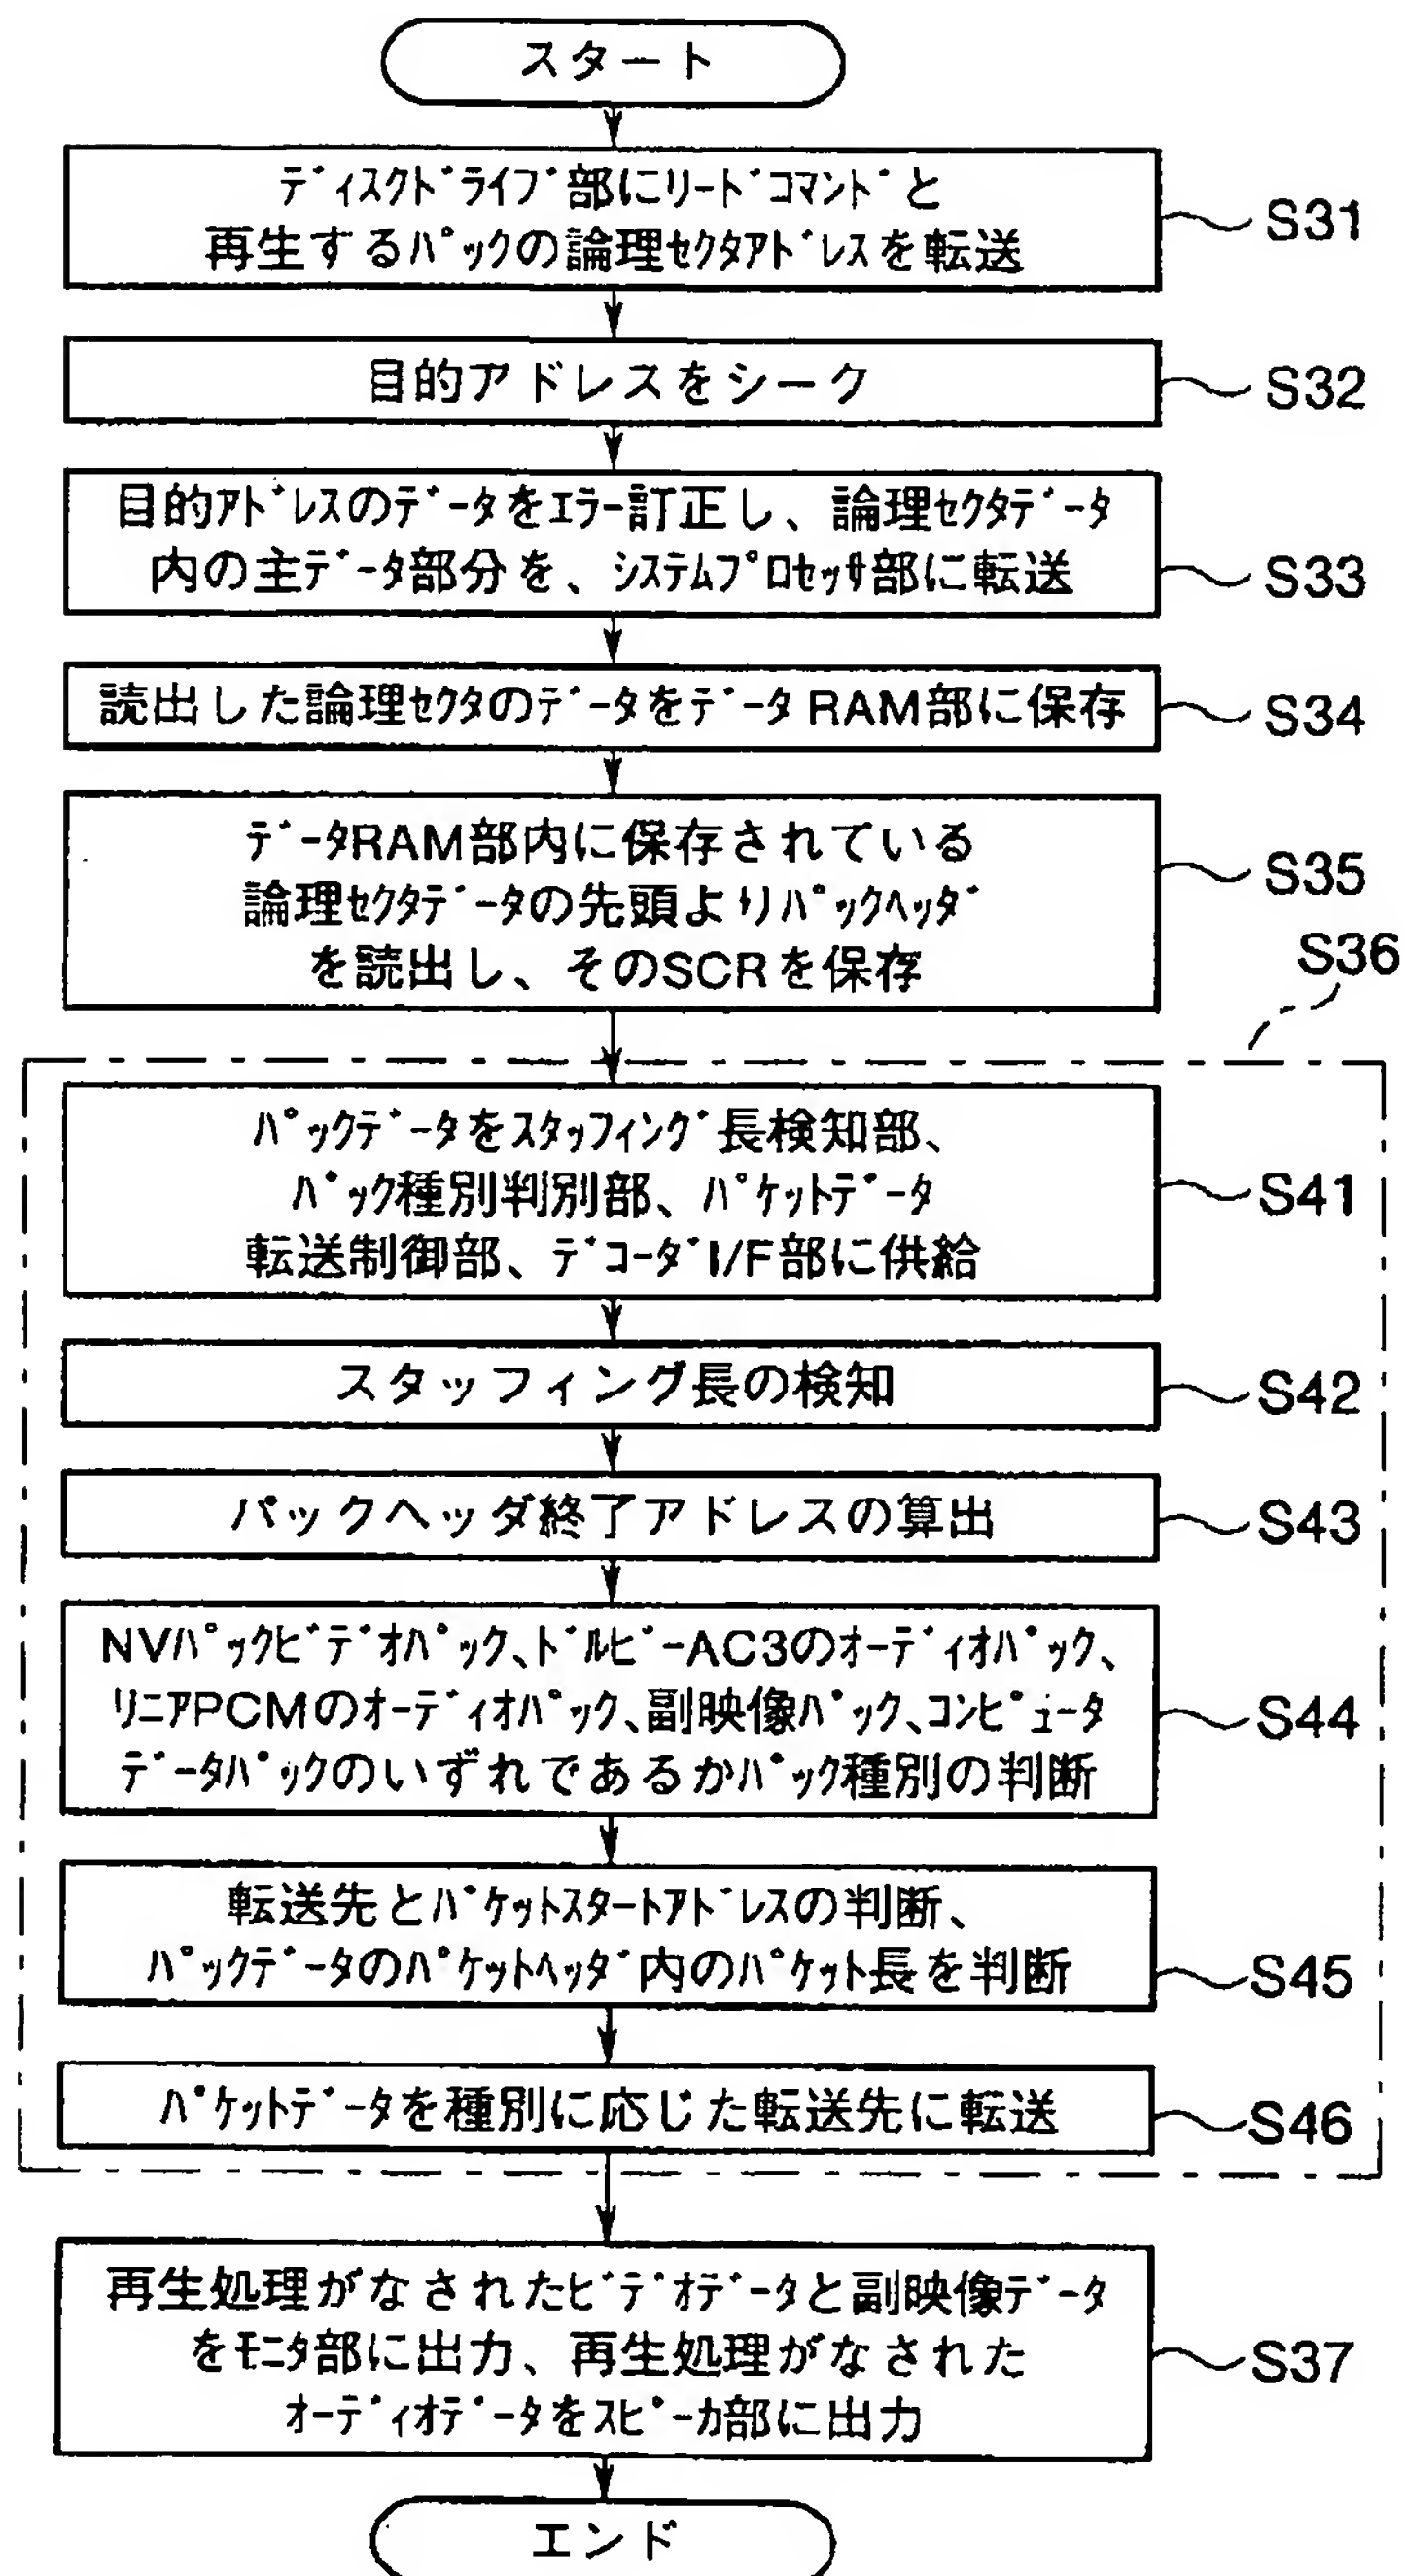 スタート
ディスクドライブ部にリードコマンドと
再生するパックの論理セクタアドレスを転送
S31
目的アドレスをシーク
S32
目的アドレスのデータをエラー訂正し、論理セクタデータ
内の主データ部分を、システムプロセッサ部に転送
S33
読出した論理セクタのデータをデータRAM部に保存
S34
データRAM部内に保存されている
論理セクタデータの先頭よりパックヘッダ
を読出し、そのSCRを保存
S35
S36
パックデータをスタッフィング長検知部、
パック種別判別部、パケットデータ
転送制御部、デコーダI/F部に供給
S41
スタッフィング長の検知
S42
パックヘッダ終了アドレスの算出
S43
NVパックビデオパック、ドルビーAC3のオーディオパック、
リニアPCMのオーディオパック、副映像パック、コンピュータ
データパックのいずれであるかパック種別の判断
S44
転送先とパケットスタートアドレスの判断、
パックデータのパケットヘッダ内のパケット長を判断
S45
パケットデータを種別に応じた転送先に転送
S46
再生処理がなされたビデオデータと副映像データ
をモニタ部に出力、再生処理がなされた
オーディオデータをスピーカ部に出力
S37
エンド